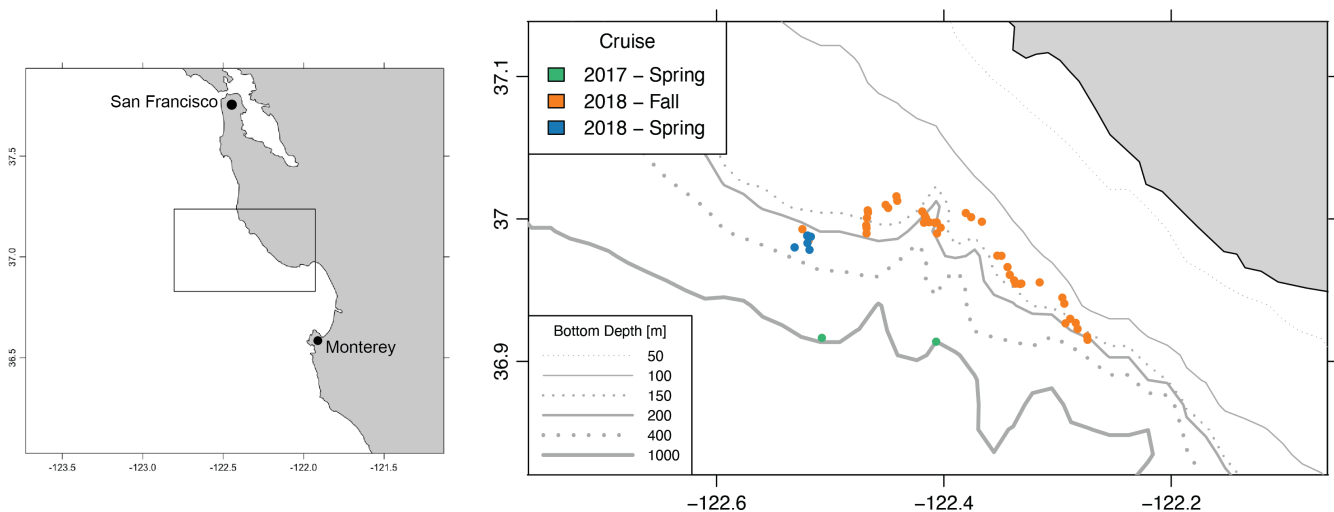 San Francisco
Monterey
37.5
37.0
36.5
-123.5
-123.0
-122.5
-122.0
-121.5
Cruise
2017 − Spring
2018 − Fall
2018 − Spring
Bottom Depth [m]
50
100
150
200
400
1000
37.1
37
36.9
−122.6
−122.4
−122.2